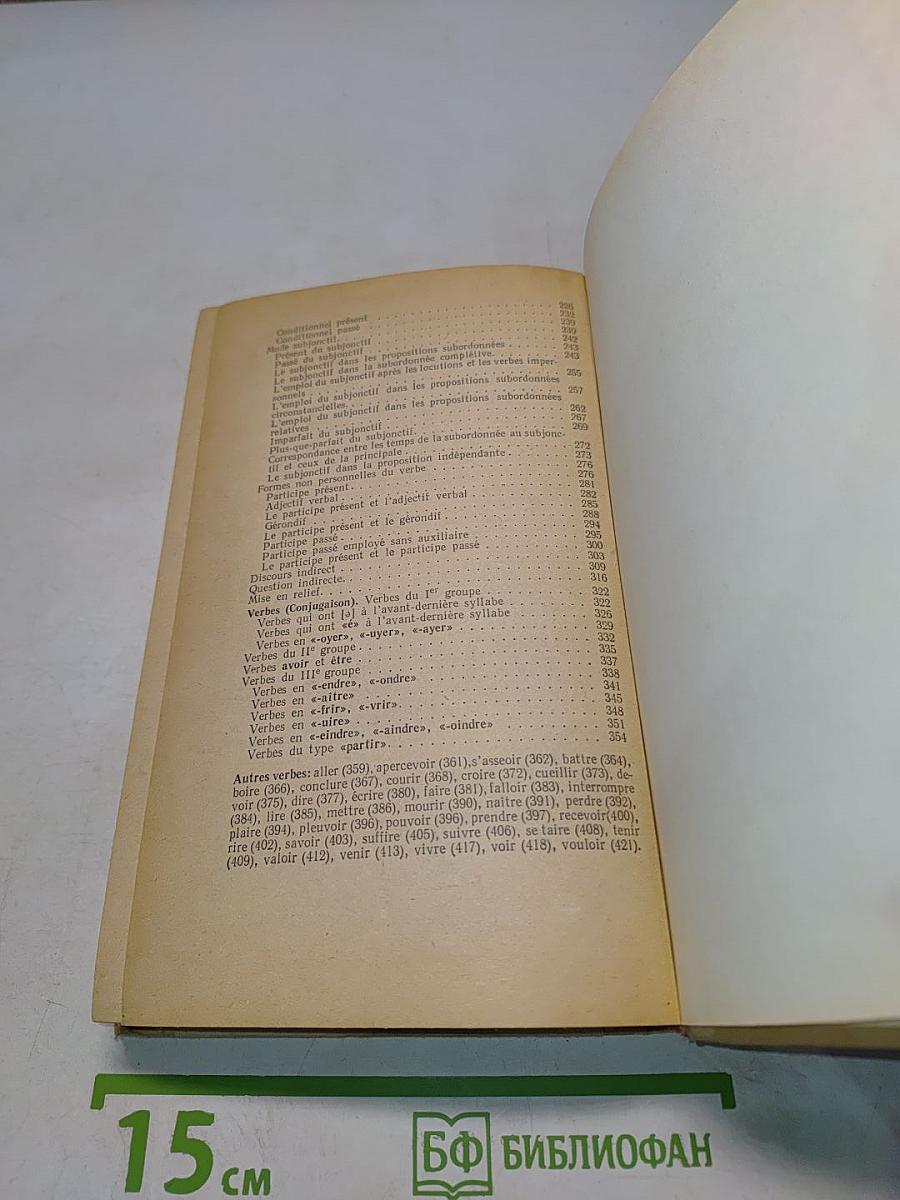 Conditionnel présent . . . 226
Conditionnel passé . . . 232
Mode subjonctif . . . 239
Présent du subjonctif . . . 239
Passé du subjonctif . . . 242
Le subjonctif dans les propositions subordonnées . . . 243
Le subjonctif dans la subordonnée complétive. . . . 243
L'emploi du subjonctif après les locutions et les verbes imper-
sonnels . . . 255
L'emploi du subjonctif dans les propositions subordonnées
circonstancielles. . . . 257
L'emploi du subjonctif dans les propositions subordonnées
relatives . . . 262
Imparfait du subjonctif . . . 267
Plus-que-parfait du subjonctif. . . . 269
Correspondance entre les temps de la subordonnée au subjonc-
tif et ceux de la principale . . . 272
Le subjonctif dans la proposition indépendante . . . 273
Formes non personnelles du verbe . . . 276
Participe présent . . . 276
Adjectif verbal . . . 281
Le participe présent et l'adjectif verbal . . . 282
Gérondif . . . 285
Le participe présent et le gérondif . . . 288
Participe passé . . . 294
Participe passé employé sans auxiliaire . . . 295
Le participe présent et le participe passé . . . 300
Discours indirect . . . 303
Question indirecte. . . . 309
Mise en relief. . . . 316
Verbes (Conjugaison). Verbes du Ier groupe . . . 322
Verbes qui ont [ə] à l'avant-dernière syllabe . . . 322
Verbes qui ont «é» à l'avant-dernière syllabe . . . 326
Verbes en «-oyer», «-uyer», «-ayer» . . . 329
Verbes du IIe groupe . . . 332
Verbes avoir et être . . . 335
Verbes du IIIe groupe . . . 337
Verbes en «-endre», «-ondre» . . . 338
Verbes en «-aître» . . . 341
Verbes en «-frir», «-vrir» . . . 345
Verbes en «-uire» . . . 348
Verbes en «-eindre», «-aindre», «-oindre» . . . 351
Verbes du type «partir» . . . 354
Autres verbes: aller (359), apercevoir (361), s'asseoir (362), battre (364),
boire (366), conclure (367), courir (368), croire (372), cueillir (373), de-
voir (375), dire (377), écrire (380), faire (381), falloir (383), interrompre
(384), lire (385), mettre (386), mourir (390), naître (391), perdre (392),
plaire (394), pleuvoir (396), pouvoir (396), prendre (397), recevoir(400),
rire (402), savoir (403), suffire (405), suivre (406), se taire (408), tenir
(409), valoir (412), venir (413), vivre (417), voir (418), vouloir (421).
15 см
БФ БИБЛИОФАН